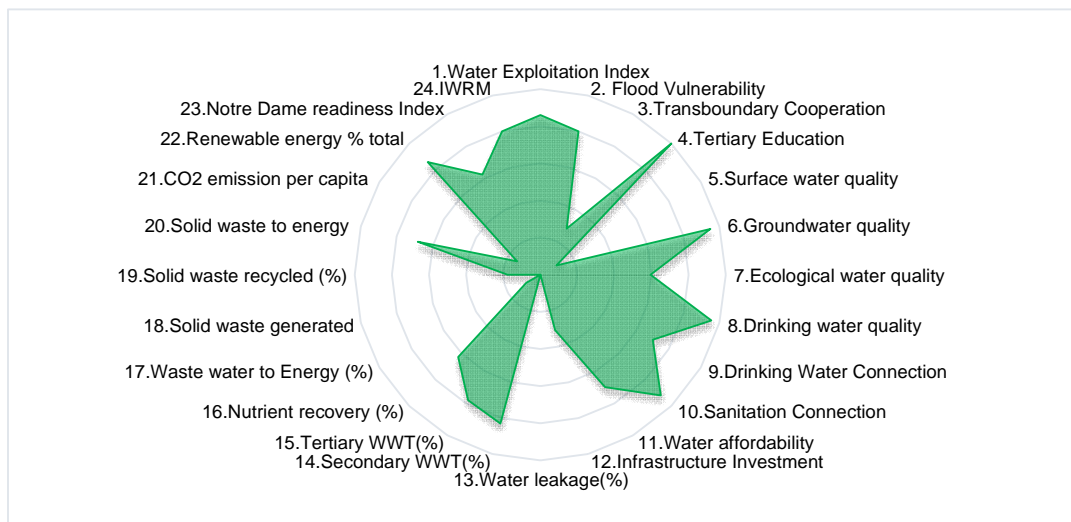 1.Water Exploitation Index
2. Flood Vulnerability
3.Transboundary Cooperation
4.Tertiary Education
5.Surface water quality
6.Groundwater quality
7.Ecological water quality
8.Drinking water quality
9.Drinking Water Connection
10.Sanitation Connection
11.Water affordability
12.Infrastructure Investment
13.Water leakage(%)
14.Secondary WWT(%)
15.Tertiary WWT(%)
16.Nutrient recovery (%)
17.Waste water to Energy (%)
18.Solid waste generated
19.Solid waste recycled (%)
20.Solid waste to energy
21.CO2 emission per capita
22.Renewable energy % total
23.Notre Dame readiness Index
24.IWRM